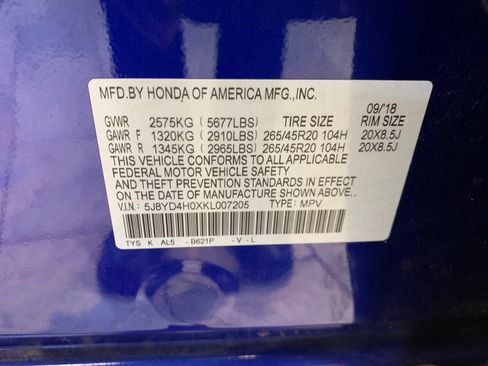 MFD.BY HONDA OF AMERICA MFG.,INC.
09/'18
GVWR 2575KG ( 5677LBS) TIRE SIZE RIM SIZE
GAWR F 1320KG ( 2910LBS) 265/45R20 104H 20X8.5J
GAWR R 1345KG ( 2965LBS) 265/45R20 104H 20X8.5J
THIS VEHICLE CONFORMS TO ALL APPLICABLE
FEDERAL MOTOR VEHICLE SAFETY
AND THEFT PREVENTION STANDARDS IN EFFECT
ON THE DATE OF MANUFACTURE SHOWN ABOVE.
V.I.N.: 5J8YD4H0XKL007205 TYPE: MPV
TYS K AL5 - B621P - V - L